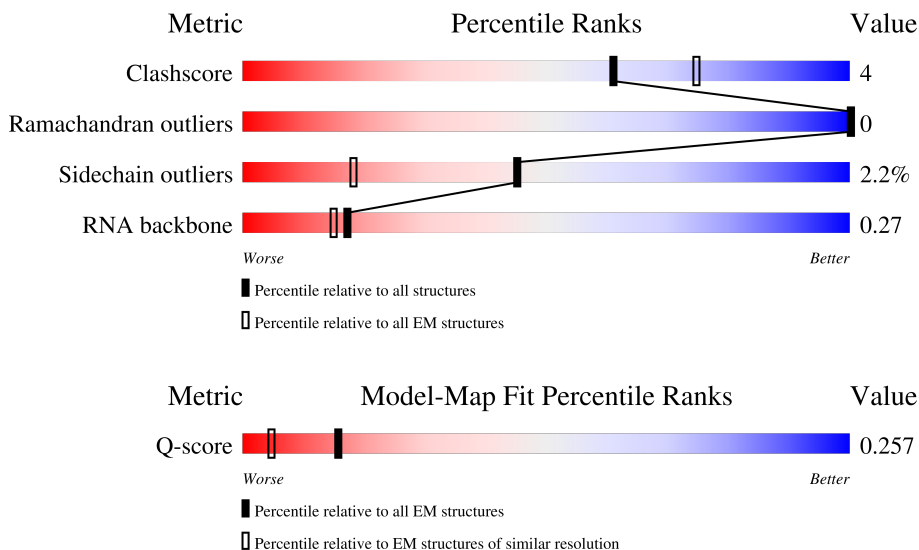 Metric Percentile Ranks Value
Clashscore 4
Ramachandran outliers 0
Sidechain outliers 2.2%
RNA backbone 0.27
Worse Better
Percentile relative to all structures
Percentile relative to all EM structures
Metric Model-Map Fit Percentile Ranks Value
Q-score 0.257
Worse Better
Percentile relative to all EM structures
Percentile relative to EM structures of similar resolution